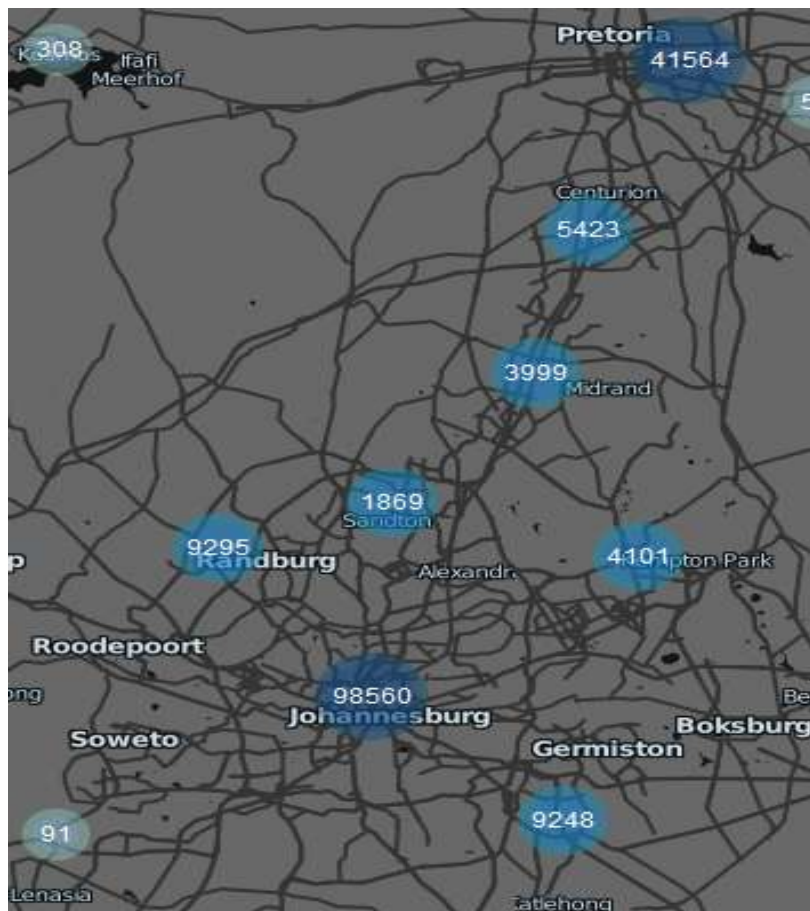 Pretoria
308
Ifafi
41564
Meerhof
5
Centurion
5423
3999
Midrand
1869
Sandton
9295
4101
Randburg
Alexandr
Roodepoort
98560
Johannesburg
Boksburg
Soweto
Germiston
9248
91
Lenasia